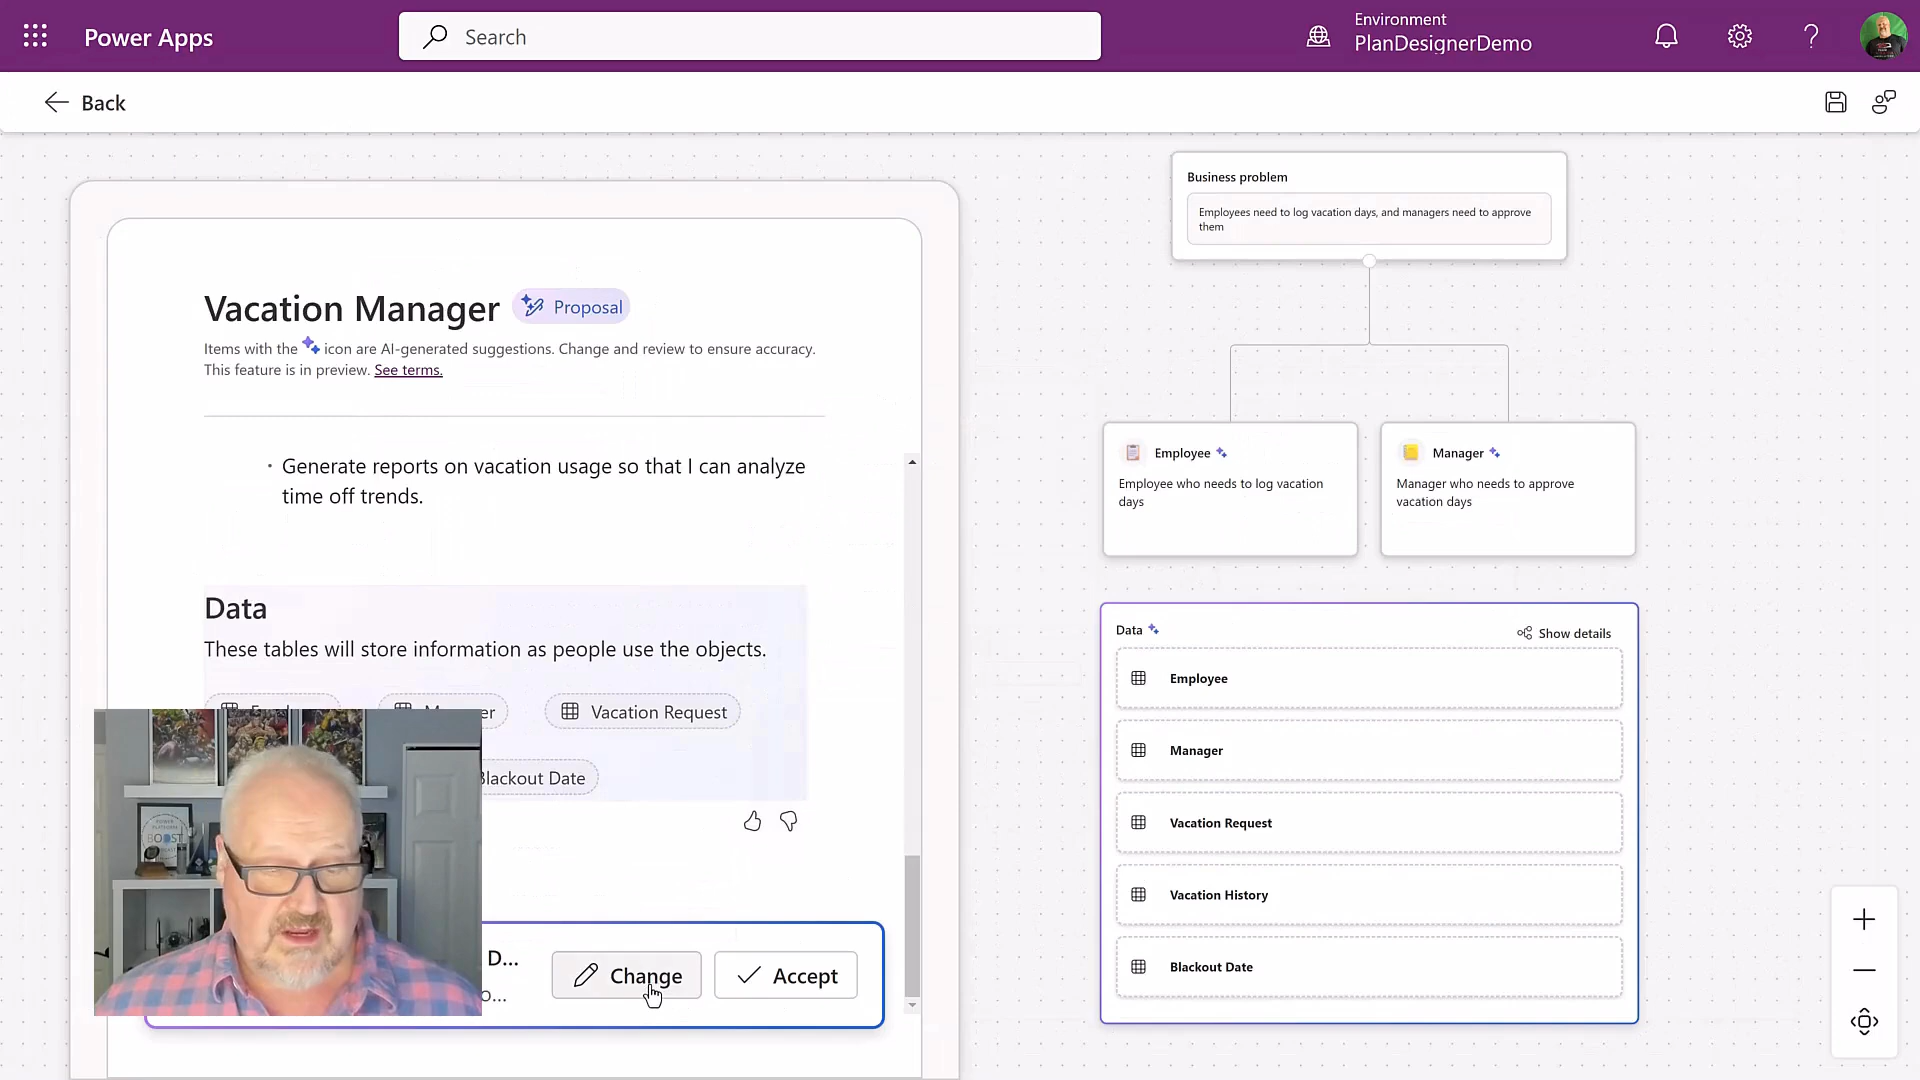 Power Apps
Search
Environment
PlanDesignerDemo
Back
Vacation Manager
Proposal
Items with the icon are AI-generated suggestions. Change and review to ensure accuracy.
This feature is in preview. See terms.
· Generate reports on vacation usage so that I can analyze
time off trends.
Data
These tables will store information as people use the objects.
Vacation Request
Blackout Date
D...
Change
Accept
Business problem
Employees need to log vacation days, and managers need to approve
them
Employee
Employee who needs to log vacation
days
Manager
Manager who needs to approve
vacation days
Data
Show details
Employee
Manager
Vacation Request
Vacation History
Blackout Date